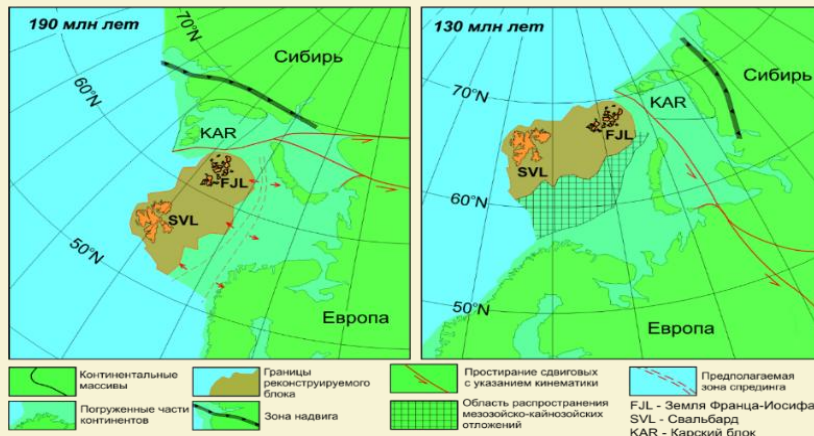 190 млн лет
70°N
60°N
50°N
Сибирь
KAR
FJL
SVL
Европа
130 млн лет
70°N
60°N
50°N
Сибирь
KAR
FJL
SVL
Европа
Континентальные
массивы
Погруженные части
континентов
Границы
реконструируемого
блока
Зона надвига
Простирание сдвиговых
с указанием кинематики
Область распространения
мезозойско-кайнозойских
отложений
Предполагаемая
зона спрединга
FJL - Земля Франца-Иосифа
SVL - Свальбард
KAR - Карский блок